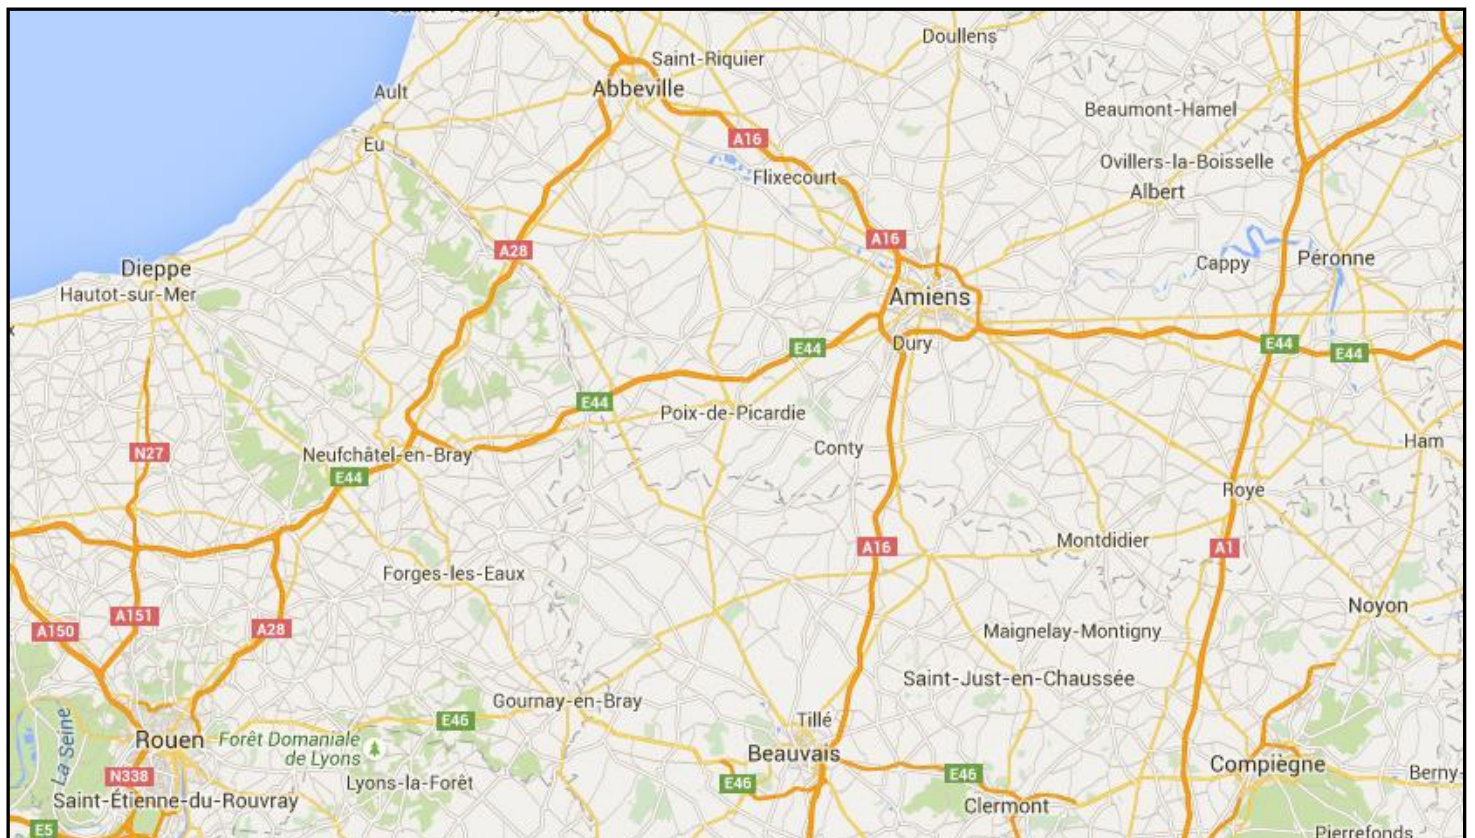 Saint-Valery-sur-Somme
Doullens
Saint-Riquier
Abbeville
Ault
Beaumont-Hamel
A16
Eu
Ovillers-la-Boisselle
Flixecourt
Albert
A16
A28
Cappy
Péronne
Dieppe
Hautot-sur-Mer
Amiens
Dury
E44
E44
E44
E44
Poix-de-Picardie
Conty
Ham
N27
Neufchâtel-en-Bray
E44
Roye
Montdidier
A16
A1
Forges-les-Eaux
Noyon
A151
A150
A28
Maignelay-Montigny
Saint-Just-en-Chaussée
Gournay-en-Bray
La Seine
E46
Tillé
Rouen
Forêt Domaniale
de Lyons
Beauvais
Compiègne
N338
Lyons-la-Forêt
E46
E46
Berny-
Saint-Étienne-du-Rouvray
Clermont
E5
Pierrefonds